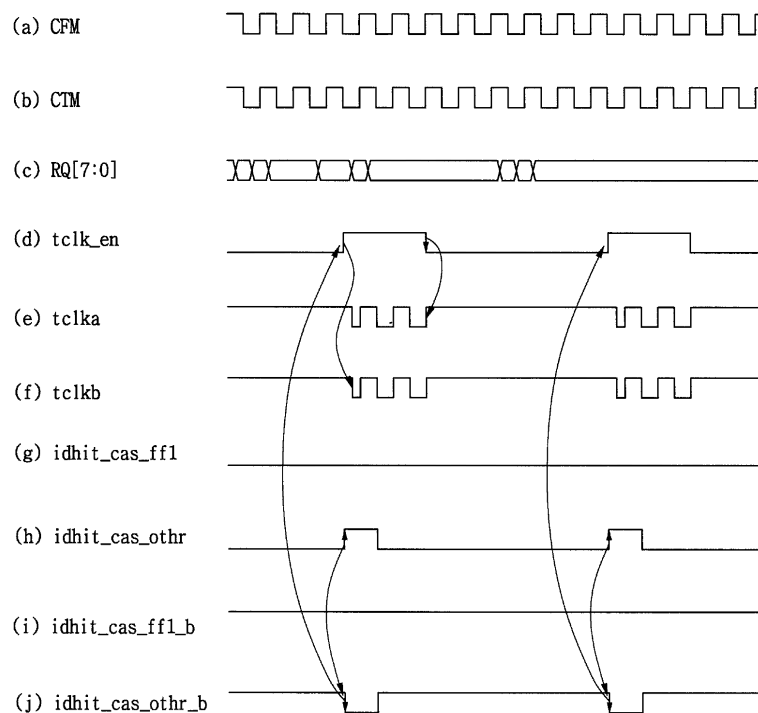 (a) CFM
(b) CTM
(c) RQ[7:0]
(d) tclk_en
(e) tclka
(f) tclkb
(g) idhit_cas_ff1
(h) idhit_cas_othr
(i) idhit_cas_ff1_b
(j) idhit_cas_othr_b